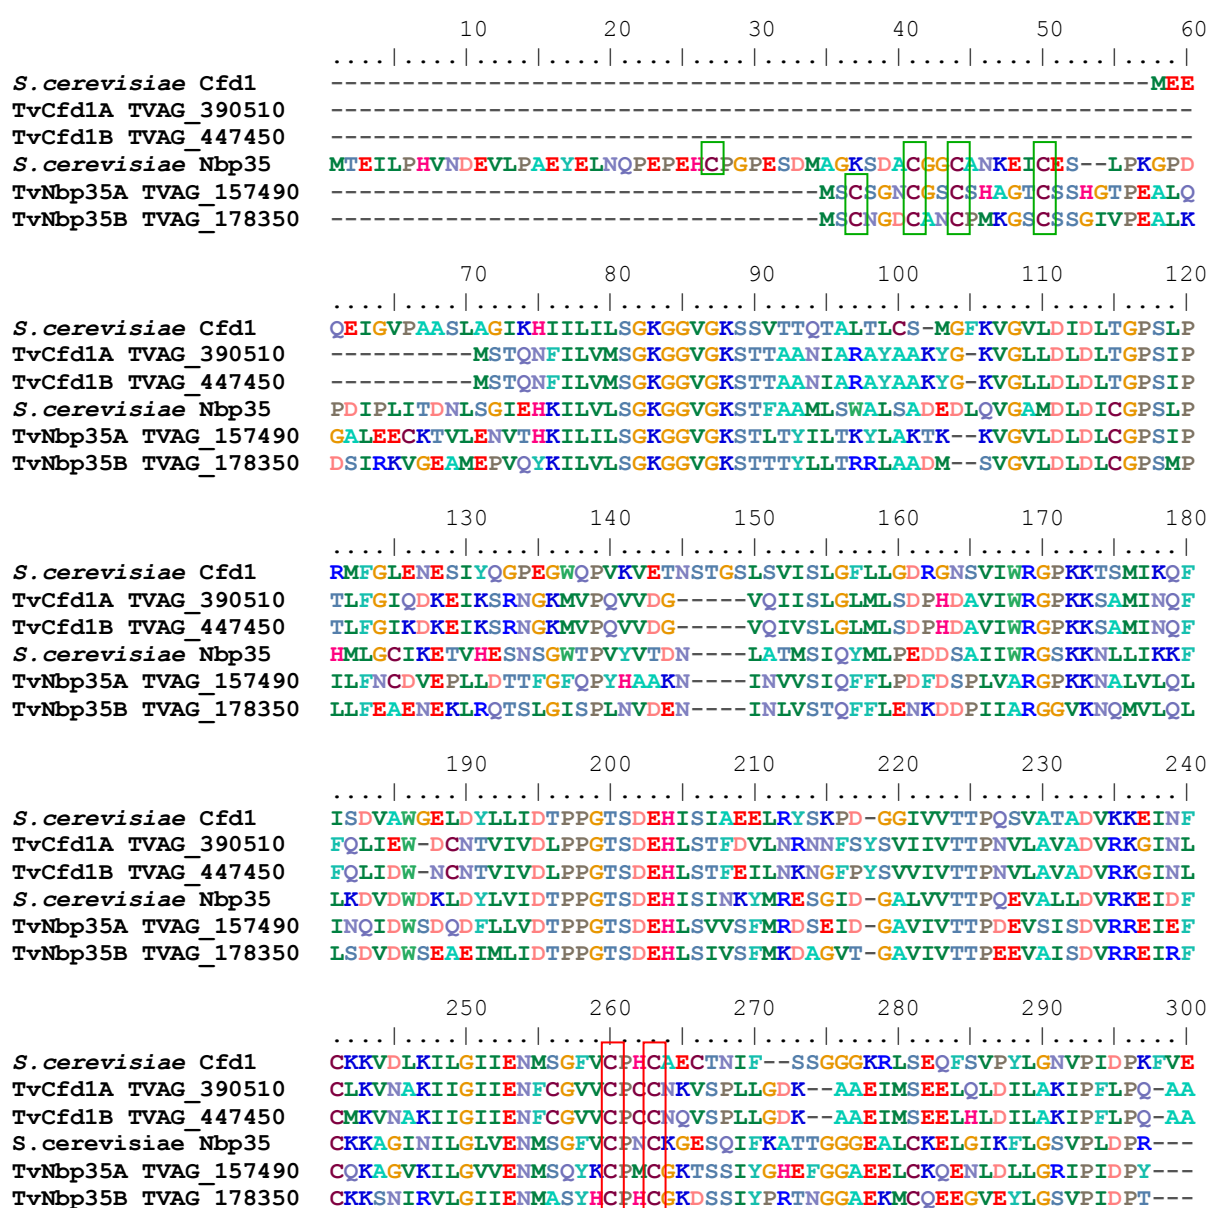 10 20 30 40 50 60
....|....|....|....|....|....|....|....|....|....|....|....|
S.cerevisiae Cfd1 ---------------------------------------------------------MEE
TvCfd1A TVAG_390510 ------------------------------------------------------------
TvCfd1B TVAG_447450 ------------------------------------------------------------
S.cerevisiae Nbp35 MTEILPHVNDEVLPAEYELNQPEPEHCPGPESDMAGKSDACGGCANKEICES--LPKGPD
TvNbp35A TVAG_157490 ----------------------------------MSCSGNCGSCSHAGTCSSHGTPEALQ
TvNbp35B TVAG_178350 ----------------------------------MSCNGDCANCPMKGSCSSGIVPEALK
70 80 90 100 110 120
....|....|....|....|....|....|....|....|....|....|....|....|
S.cerevisiae Cfd1 QEIGVPAASLAGIKHIILILSGKGGVGKSSVTTQTALTLCS-MGFKVGVLDIDLTGPSLP
TvCfd1A TVAG_390510 ----------MSTQNFILVMSGKGGVGKSTTAANIARAYAAKYG-KVGLLDLDLTGPSIP
TvCfd1B TVAG_447450 ----------MSTQNFILVMSGKGGVGKSTTAANIARAYAAKYG-KVGLLDLDLTGPSIP
S.cerevisiae Nbp35 PDIPLITDNLSGIEHKILVLSGKGGVGKSTFAAMLSWALSADEDLQVGAMDLDICGPSLP
TvNbp35A TVAG_157490 GALEECKTVLENVTHKILILSGKGGVGKSTLTYILTKYLAKTK--KVGVLDLDLCGPSIP
TvNbp35B TVAG_178350 DSIRKVGEAMEPVQYKILVLSGKGGVGKSTTTYLLTRRLAADM--SVGVLDLDLCGPSMP
130 140 150 160 170 180
....|....|....|....|....|....|....|....|....|....|....|....|
S.cerevisiae Cfd1 RMFGLENESIYQGPEGWQPVKVETNSTGSLSVISLGFLLGDRGNSVIWRGPKKTSMIKQF
TvCfd1A TVAG_390510 TLFGIQDKEIKSRNGKMVPQVVDG-----VQIISLGLMLSDPHDAVIWRGPKKSAMINQF
TvCfd1B TVAG_447450 TLFGIKDKEIKSRNGKMVPQVVDG-----VQIVSLGLMLSDPHDAVIWRGPKKSAMINQF
S.cerevisiae Nbp35 HMLGCIKETVHESNSGWTPVYVTDN----LATMSIQYMLPEDDSAIIWRGSKKNLLIKKF
TvNbp35A TVAG_157490 ILFNCDVEPLLDTTFGFQPYHAAKN----INVVSIQFFLPDFDSPLVARGPKKNALVLQL
TvNbp35B TVAG_178350 LLFEAENEKLRQTSLGISPLNVDEN----INLVSTQFFLENKDDPIIARGGVKNQMVLQL
190 200 210 220 230 240
....|....|....|....|....|....|....|....|....|....|....|....|
S.cerevisiae Cfd1 ISDVAWGELDYLLIDTPPGTSDEHISIAEELRYSKPD-GGIVVTTPQSVATADVKKEINF
TvCfd1A TVAG_390510 FQLIEW-DCNTVIVDLPPGTSDEHLSTFDVLNRNNFSYSVIIVTTPNVLAVADVRKGINL
TvCfd1B TVAG_447450 FQLIDW-NCNTVIVDLPPGTSDEHLSTFEILNKNGFPYSVVIVTTPNVLAVADVRKGINL
S.cerevisiae Nbp35 LKDVDWDKLDYLVIDTPPGTSDEHISINKYMRESGID-GALVVTTPQEVALLDVRKEIDF
TvNbp35A TVAG_157490 INQIDWSDQDFLLVDTPPGTSDEHLSVVSFMRDSEID-GAVIVTTPDEVSISDVRREIEF
TvNbp35B TVAG_178350 LSDVDWSEAEIMLIDTPPGTSDEHLSIVSFMKDAGVT-GAVIVTTPEEVAISDVRREIRF
250 260 270 280 290 300
....|....|....|....|....|....|....|....|....|....|....|....|
S.cerevisiae Cfd1 CKKVDLKILGIIENMSGFVCPHCAECTNIF--SSGGGKRLSEQFSVPYLGNVPIDPKFVE
TvCfd1A TVAG_390510 CLKVNAKIIGIIENFCGVVCPCCNKVSPLLGDK--AAEIMSEELQLDILAKIPFLPQ-AA
TvCfd1B TVAG_447450 CMKVNAKIIGIIENFCGVVCPCCNQVSPLLGDK--AAEIMSEELHLDILAKIPFLPQ-AA
S.cerevisiae Nbp35 CKKAGINILGLVENMSGFVCPNCKGESQIFKATTGGGEALCKELGIKFLGSVPLDPR---
TvNbp35A TVAG_157490 CQKAGVKILGVVENMSQYKCPMCGKTSSIYGHEFGGAEELCKQENLDLLGRIPIDPY---
TvNbp35B TVAG_178350 CKKSNIRVLGIIENMASYHCPHCGKDSSIYPRTNGGAEKMCQEEGVEYLGSVPIDPT---